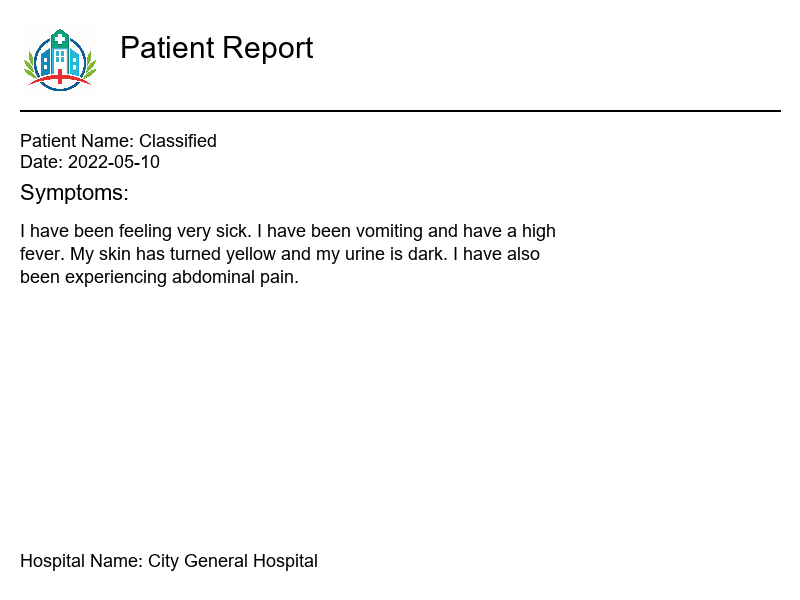 Patient Report
Patient Name: Classified
Date: 2022-05-10
Symptoms:
I have been feeling very sick. I have been vomiting and have a high
fever. My skin has turned yellow and my urine is dark. I have also
been experiencing abdominal pain.
Hospital Name: City General Hospital